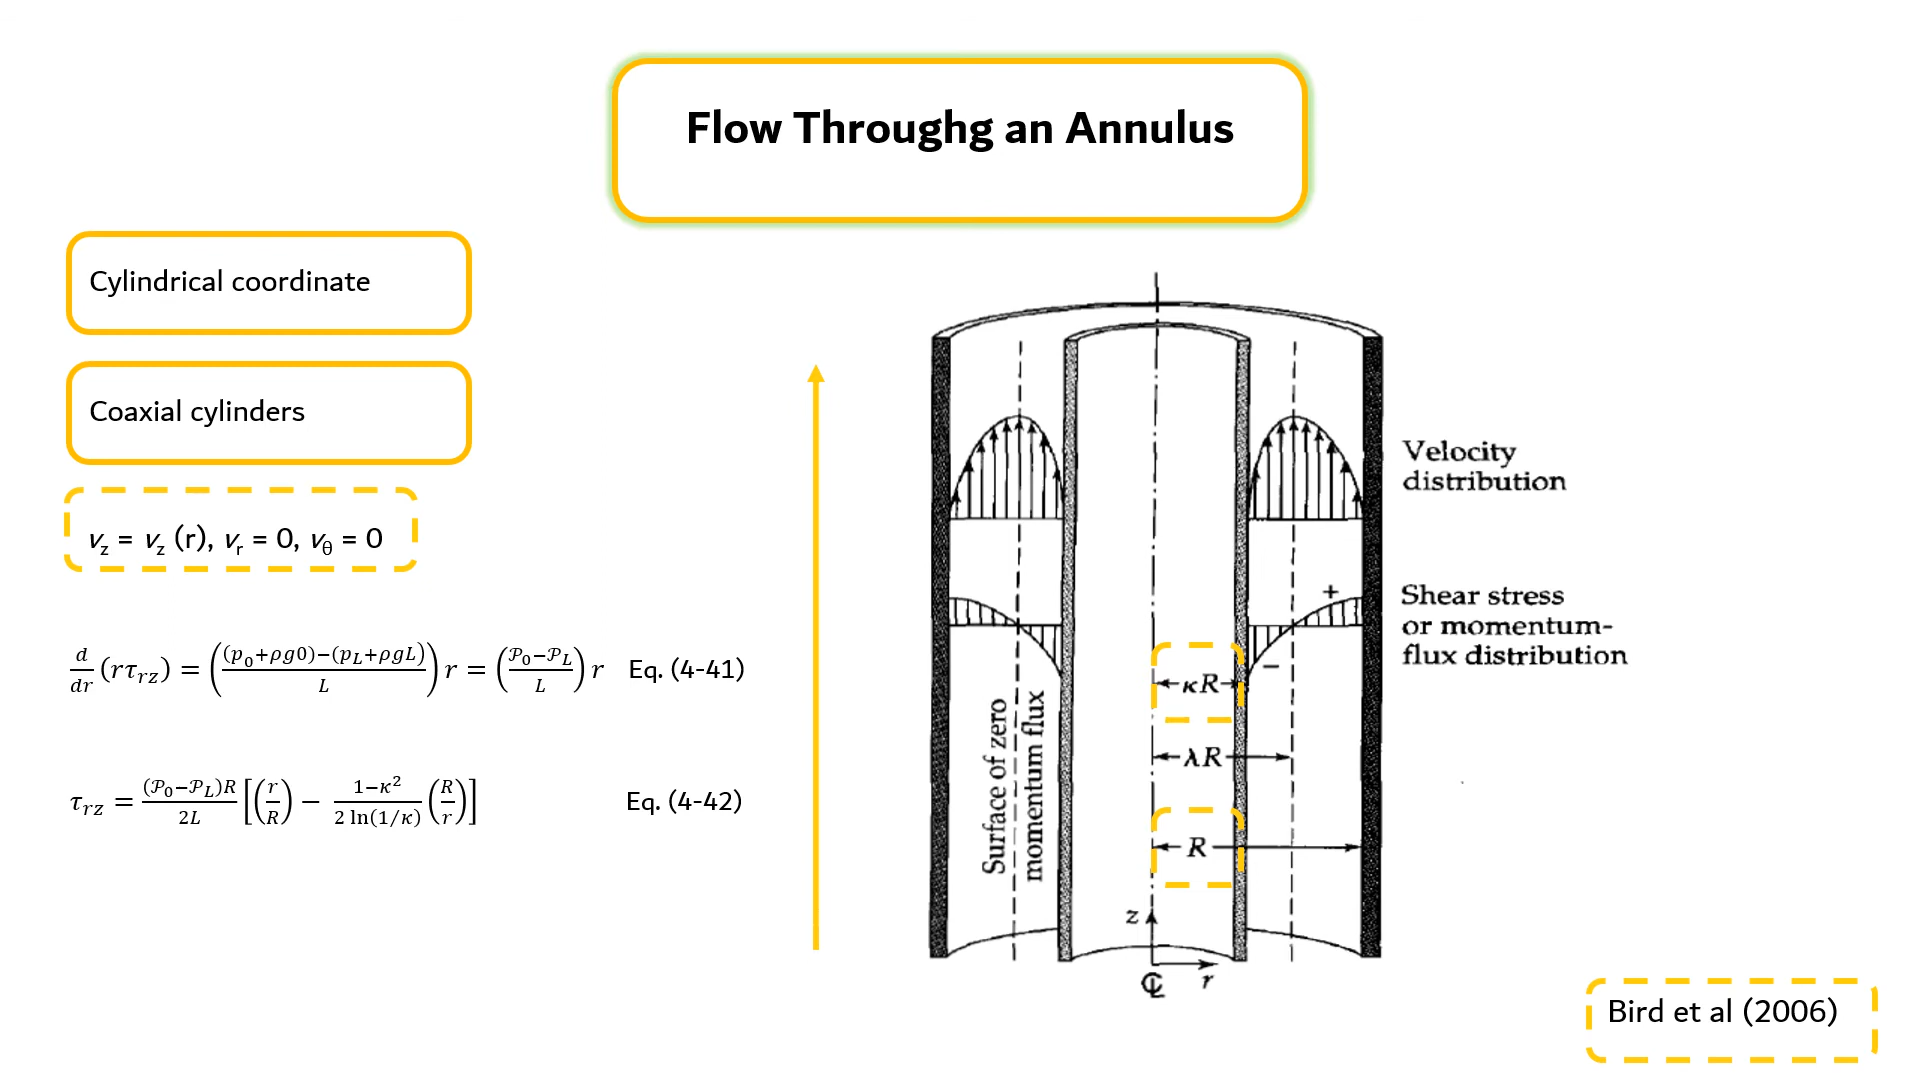 Flow Throughg an Annulus
Cylindrical coordinate
Coaxial cylinders
v_z = v_z (r), v_r = 0, v_θ = 0
d/dr (rτ_rz) = (((p_0+ρg0)−(p_L+ρgL))/L) r = ((𝒫_0−𝒫_L)/L) r Eq. (4-41)
τ_rz = ((𝒫_0−𝒫_L)R/2L) [(r/R) − (1−κ²)/(2 ln(1/κ)) (R/r)] Eq. (4-42)
Velocity
distribution
Shear stress
or momentum-
flux distribution
+
−
κR
λR
R
Surface of zero
momentum flux
z
r
℄
Bird et al (2006)